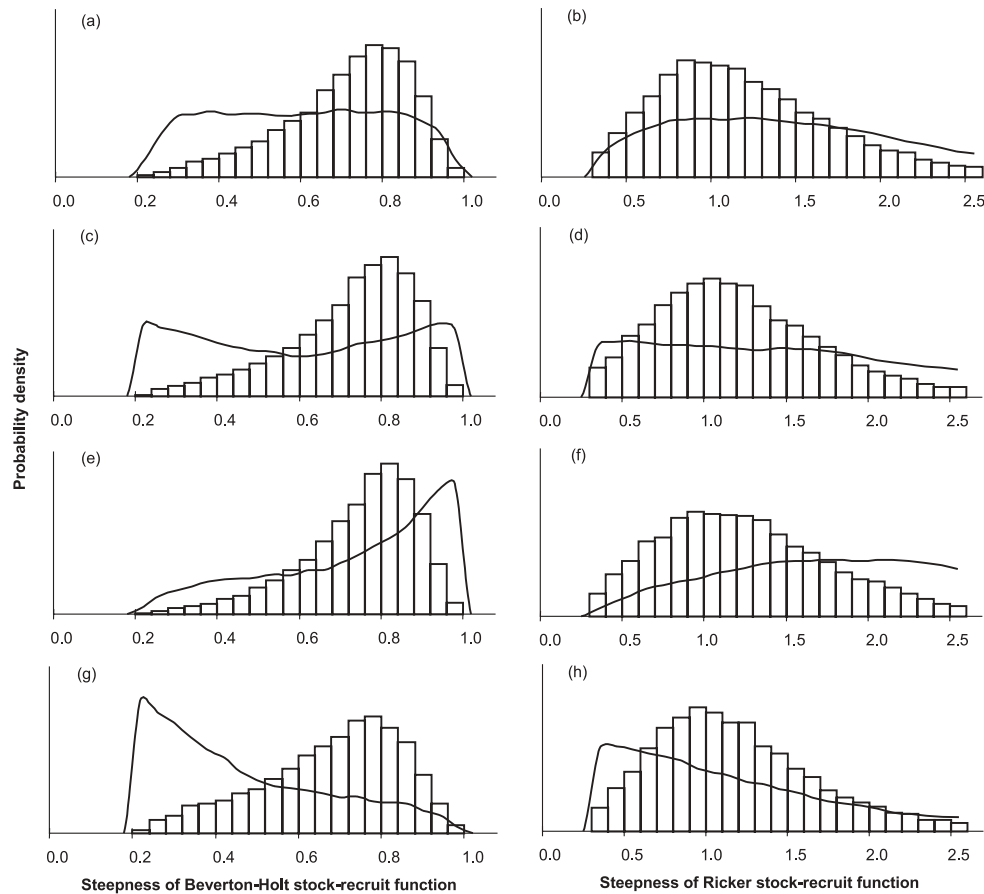 (a)
(b)
0.0 0.2 0.4 0.6 0.8 1.0
0.0 0.5 1.0 1.5 2.0 2.5
(c)
(d)
0.0 0.2 0.4 0.6 0.8 1.0
0.0 0.5 1.0 1.5 2.0 2.5
Probability density
(e)
(f)
0.0 0.2 0.4 0.6 0.8 1.0
0.0 0.5 1.0 1.5 2.0 2.5
(g)
(h)
0.0 0.2 0.4 0.6 0.8 1.0
0.0 0.5 1.0 1.5 2.0 2.5
Steepness of Beverton-Holt stock-recruit function
Steepness of Ricker stock-recruit function